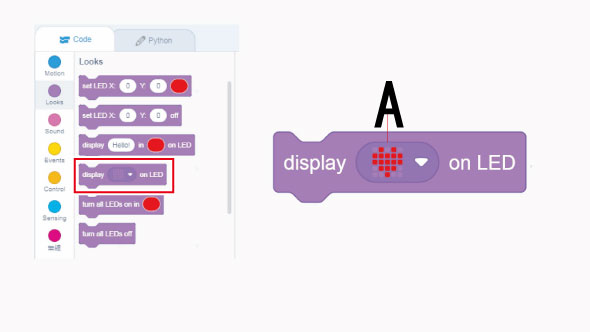 Code
Python
Looks
Motion
Looks
Sound
Events
Control
Sensing
set LED X: 0 Y: 0
set LED X: 0 Y: 0 off
display Hello! in on LED
display on LED
turn all LEDs on in
turn all LEDs off
A
display on LED